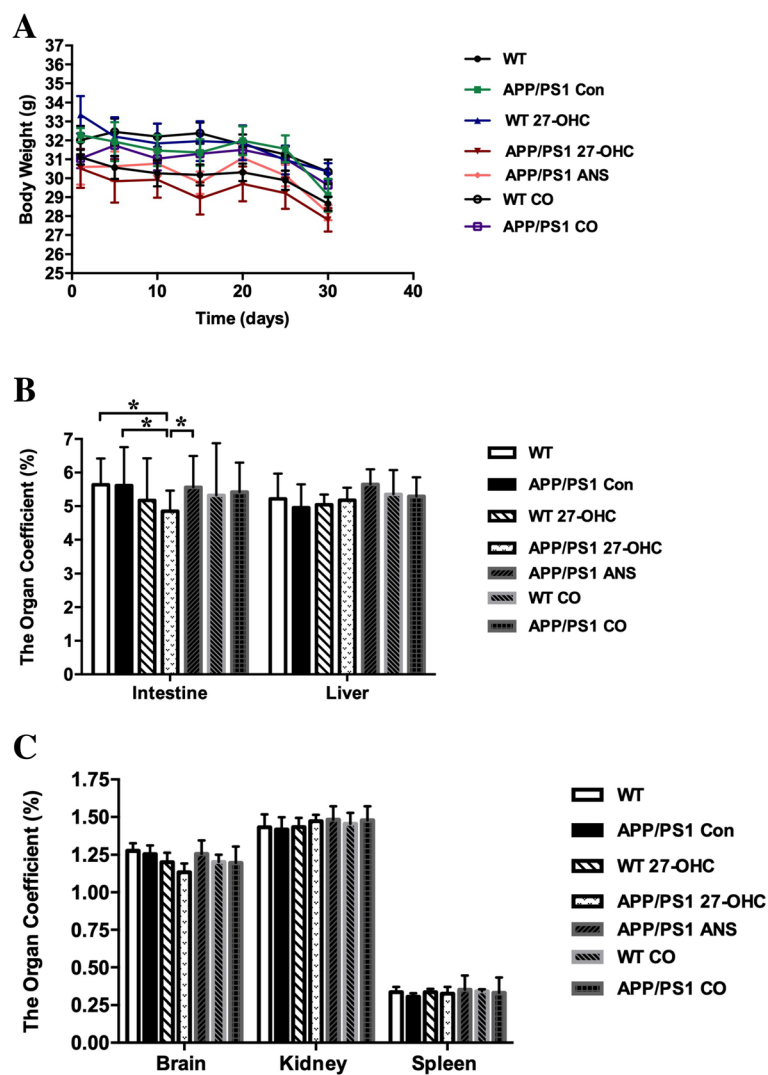 A
Body Weight (g)
37
36
35
34
33
32
31
30
29
28
27
26
25
0
10
20
30
40
Time (days)
WT
APP/PS1 Con
WT 27-OHC
APP/PS1 27-OHC
APP/PS1 ANS
WT CO
APP/PS1 CO
B
The Organ Coefficient (%)
7
6
5
4
3
2
1
0
*
*
*
Intestine
Liver
WT
APP/PS1 Con
WT 27-OHC
APP/PS1 27-OHC
APP/PS1 ANS
WT CO
APP/PS1 CO
C
The Organ Coefficient (%)
1.75
1.50
1.25
1.00
0.75
0.50
0.25
0.00
Brain
Kidney
Spleen
WT
APP/PS1 Con
WT 27-OHC
APP/PS1 27-OHC
APP/PS1 ANS
WT CO
APP/PS1 CO